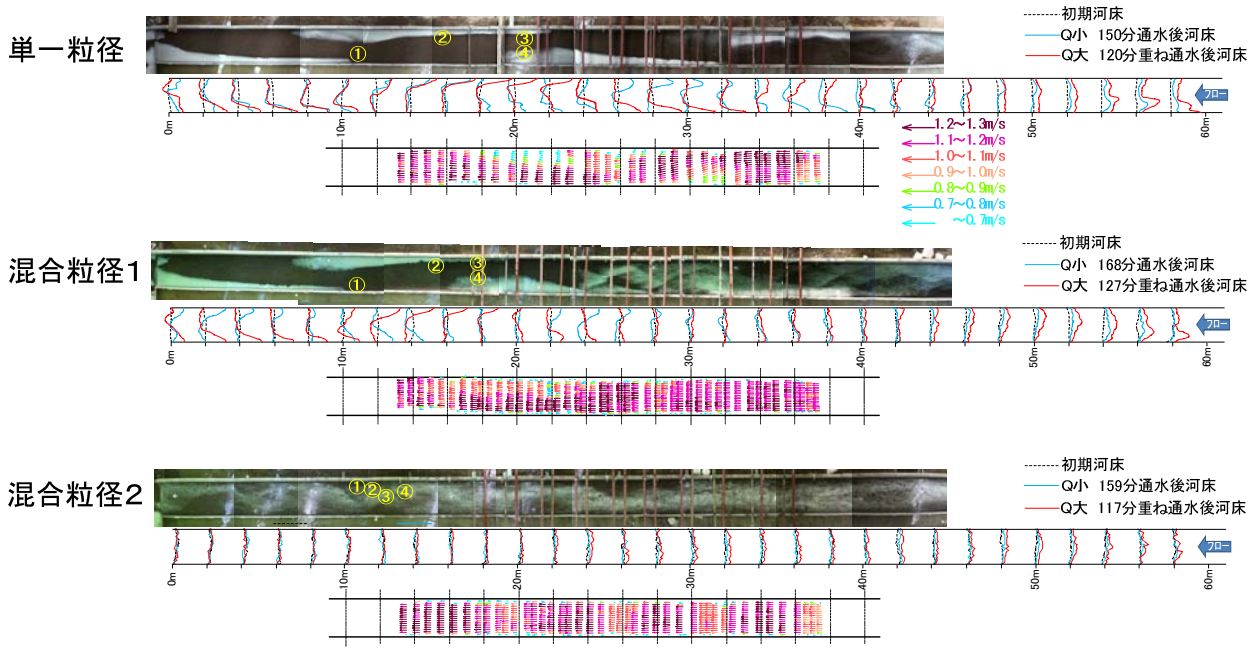 単一粒径
① ② ③ ④
初期河床
Q小 150分通水後河床
Q大 120分重ね通水後河床
フロー
0m 10m 20m 30m 40m 50m 60m
1.2～1.3m/s
1.1～1.2m/s
1.0～1.1m/s
0.9～1.0m/s
0.8～0.9m/s
0.7～0.8m/s
～0.7m/s
混合粒径1
① ② ③ ④
初期河床
Q小 168分通水後河床
Q大 127分重ね通水後河床
フロー
0m 10m 20m 30m 40m 50m 60m
混合粒径2
① ② ③ ④
初期河床
Q小 159分通水後河床
Q大 117分重ね通水後河床
フロー
0m 10m 20m 30m 40m 50m 60m